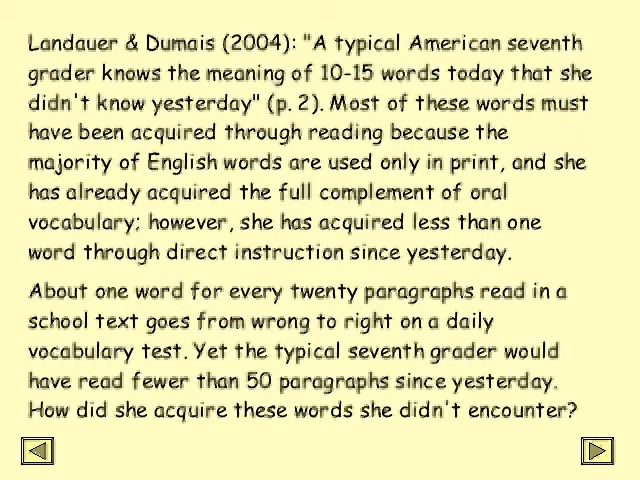 Landauer & Dumais (2004): "A typical American seventh
grader knows the meaning of 10-15 words today that she
didn't know yesterday" (p. 2). Most of these words must
have been acquired through reading because the
majority of English words are used only in print, and she
has already acquired the full complement of oral
vocabulary; however, she has acquired less than one
word through direct instruction since yesterday.
About one word for every twenty paragraphs read in a
school text goes from wrong to right on a daily
vocabulary test. Yet the typical seventh grader would
have read fewer than 50 paragraphs since yesterday.
How did she acquire these words she didn't encounter?